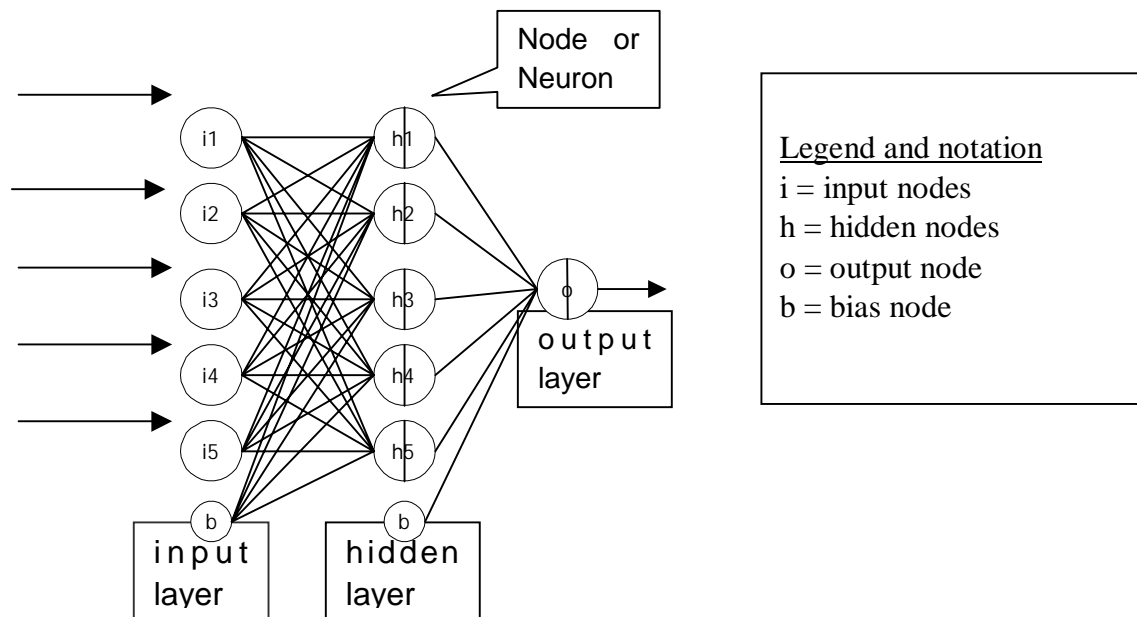 Node or
Neuron
i1
h1
i2
h2
i3
h3
i4
h4
i5
h5
b
b
o
input
layer
hidden
layer
output
layer
Legend and notation
i = input nodes
h = hidden nodes
o = output node
b = bias node